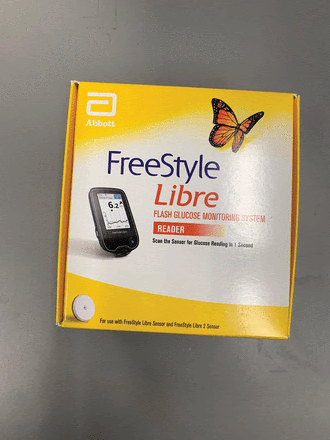 Abbott
FreeStyle
Libre
FLASH GLUCOSE MONITORING SYSTEM
READER
Scan the Sensor for Glucose Reading in 1 Second
6.2
For use with FreeStyle Libre Sensor and FreeStyle Libre 2 Sensor